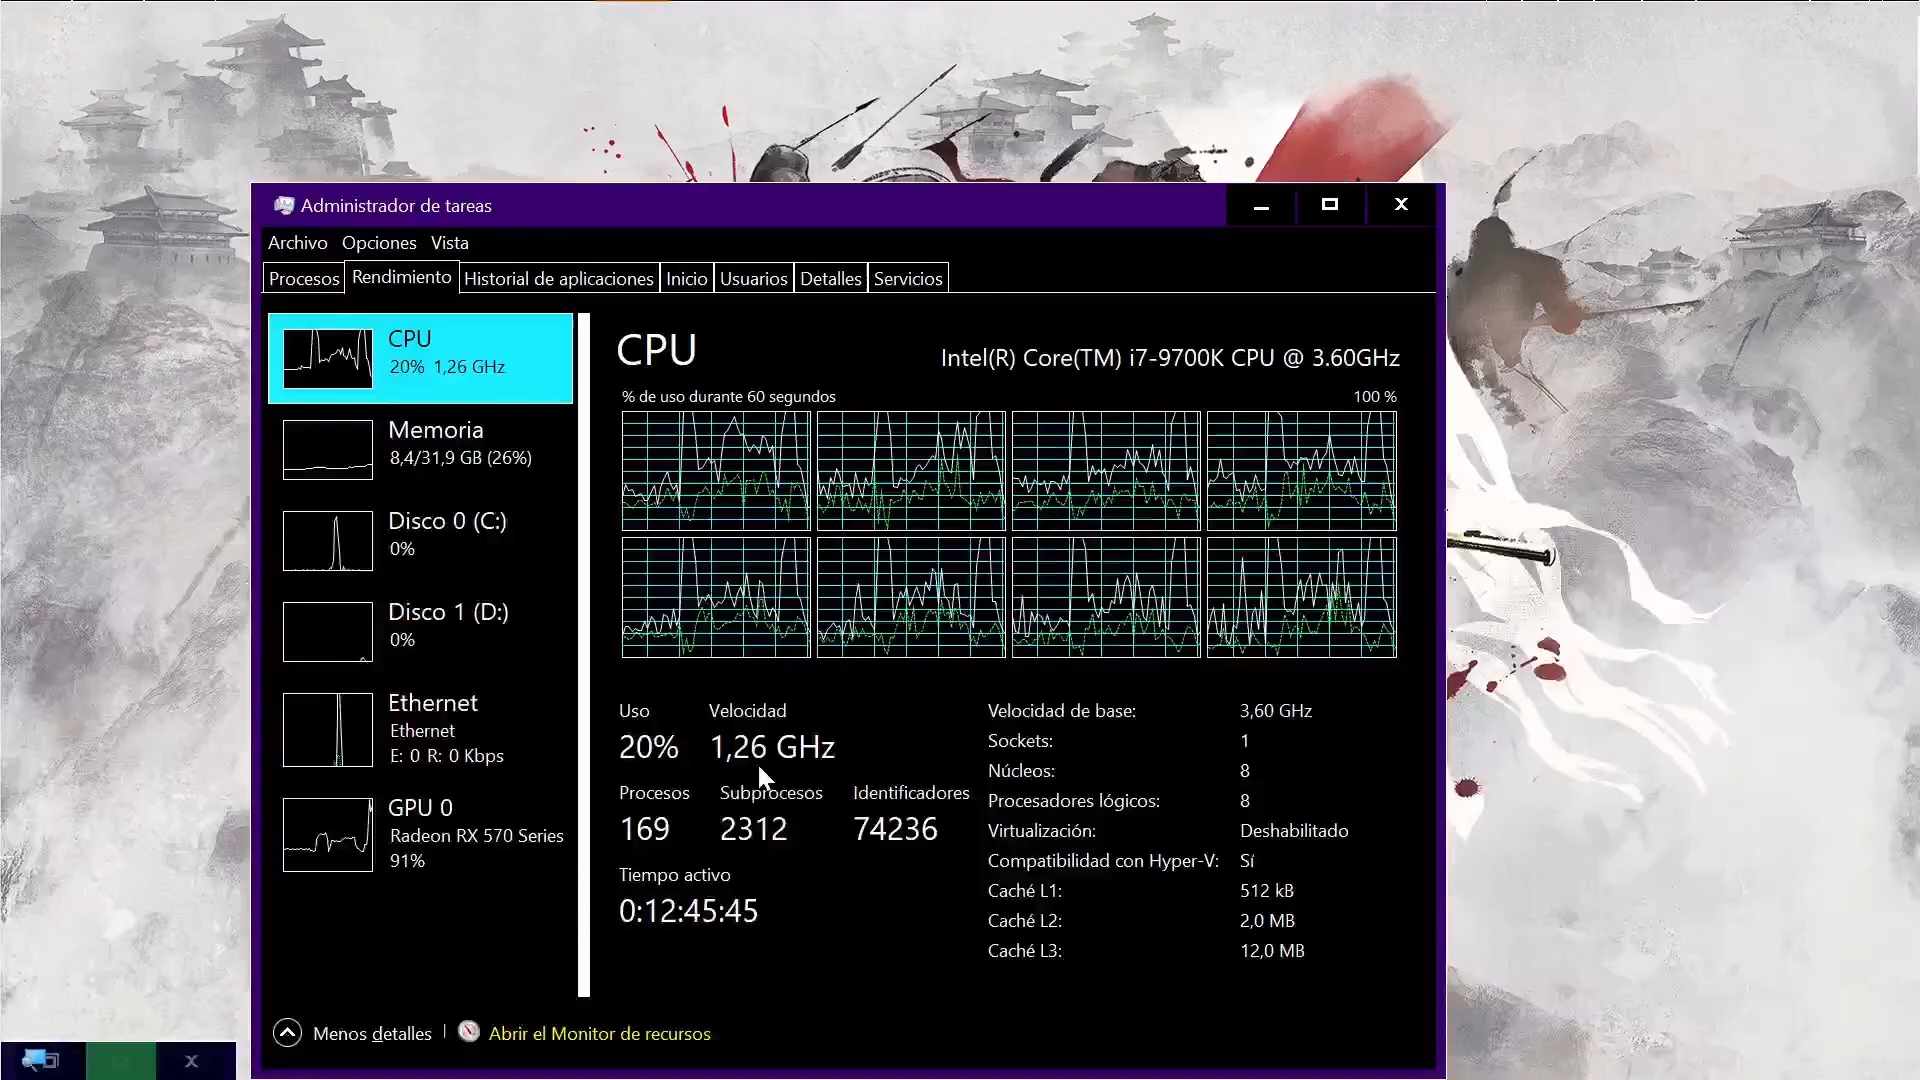 Administrador de tareas
Archivo Opciones Vista
Procesos Rendimiento Historial de aplicaciones Inicio Usuarios Detalles Servicios
CPU
20% 1,26 GHz
Memoria
8,4/31,9 GB (26%)
Disco 0 (C:)
0%
Disco 1 (D:)
0%
Ethernet
Ethernet
E: 0 R: 0 Kbps
GPU 0
Radeon RX 570 Series
91%
CPU
Intel(R) Core(TM) i7-9700K CPU @ 3.60GHz
% de uso durante 60 segundos 100 %
Uso Velocidad
20% 1,26 GHz
Procesos Subprocesos Identificadores
169 2312 74236
Tiempo activo
0:12:45:45
Velocidad de base: 3,60 GHz
Sockets: 1
Núcleos: 8
Procesadores lógicos: 8
Virtualización: Deshabilitado
Compatibilidad con Hyper-V: Sí
Caché L1: 512 kB
Caché L2: 2,0 MB
Caché L3: 12,0 MB
Menos detalles | Abrir el Monitor de recursos